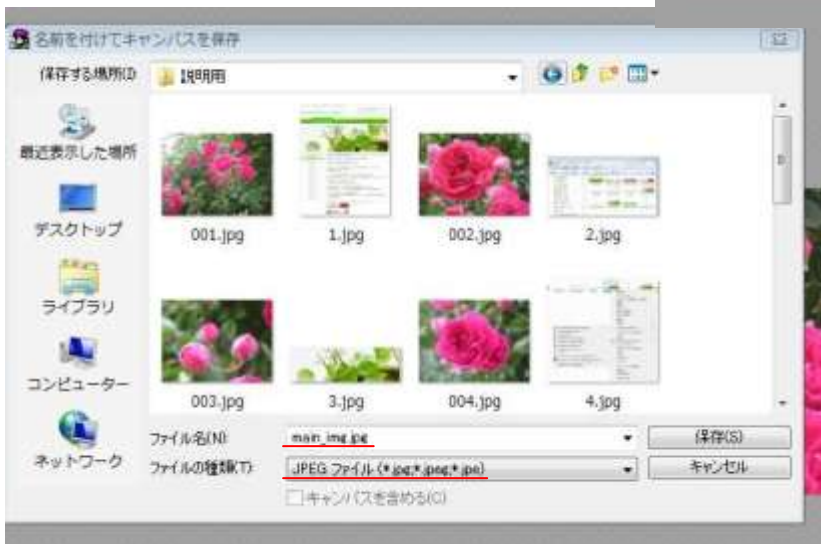 名前を付けてキャンバスを保存
保存する場所(I)
説明用
最近表示した場所
デスクトップ
ライブラリ
コンピューター
ネットワーク
001.jpg
1.jpg
002.jpg
2.jpg
003.jpg
3.jpg
004.jpg
4.jpg
ファイル名(N):
main_img.jpg
保存(S)
ファイルの種類(T):
JPEG ファイル (*.jpg;*.jpeg;*.jpe)
キャンセル
キャンバスを含める(C)